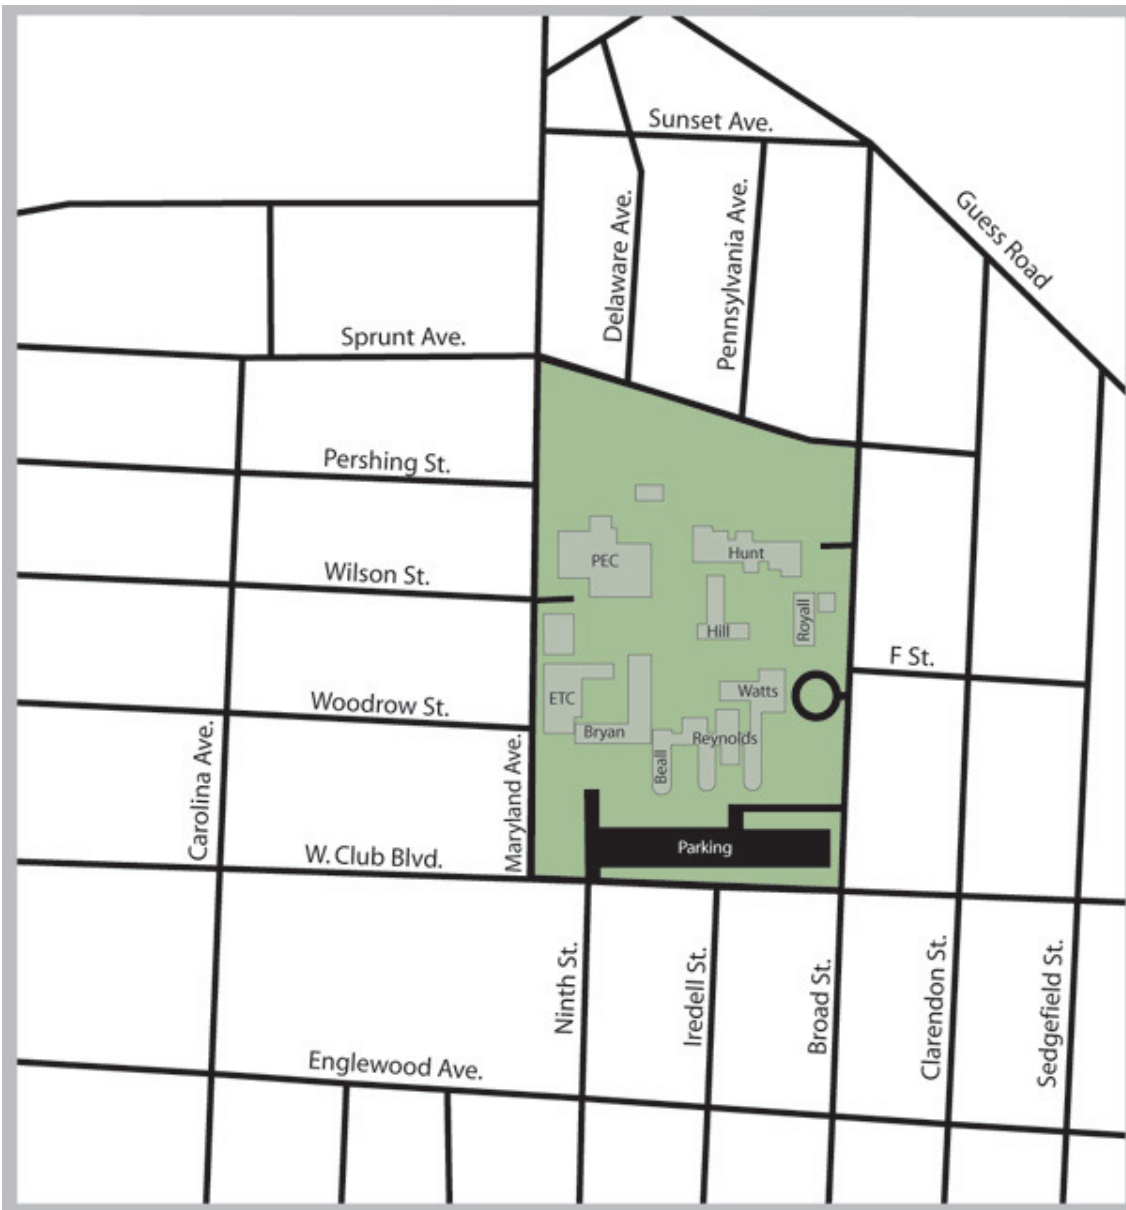 Sunset Ave.
Guess Road
Delaware Ave.
Pennsylvania Ave.
Sprunt Ave.
Pershing St.
PEC
Hunt
Wilson St.
Royall
Hill
F St.
ETC
Watts
Woodrow St.
Bryan
Reynolds
Beall
Carolina Ave.
Maryland Ave.
Parking
W. Club Blvd.
Ninth St.
Iredell St.
Broad St.
Clarendon St.
Sedgefield St.
Englewood Ave.